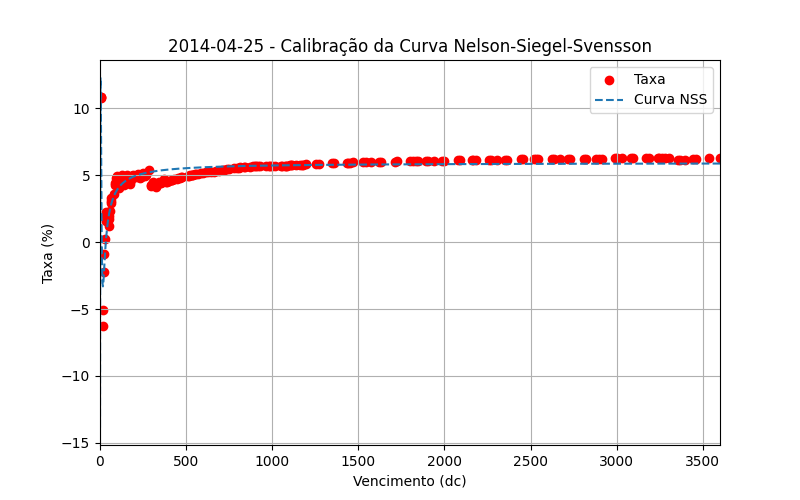 2014-04-25 - Calibração da Curva Nelson-Siegel-Svensson
Taxa
Curva NSS
10
5
0
−5
−10
−15
Taxa (%)
0 500 1000 1500 2000 2500 3000 3500
Vencimento (dc)